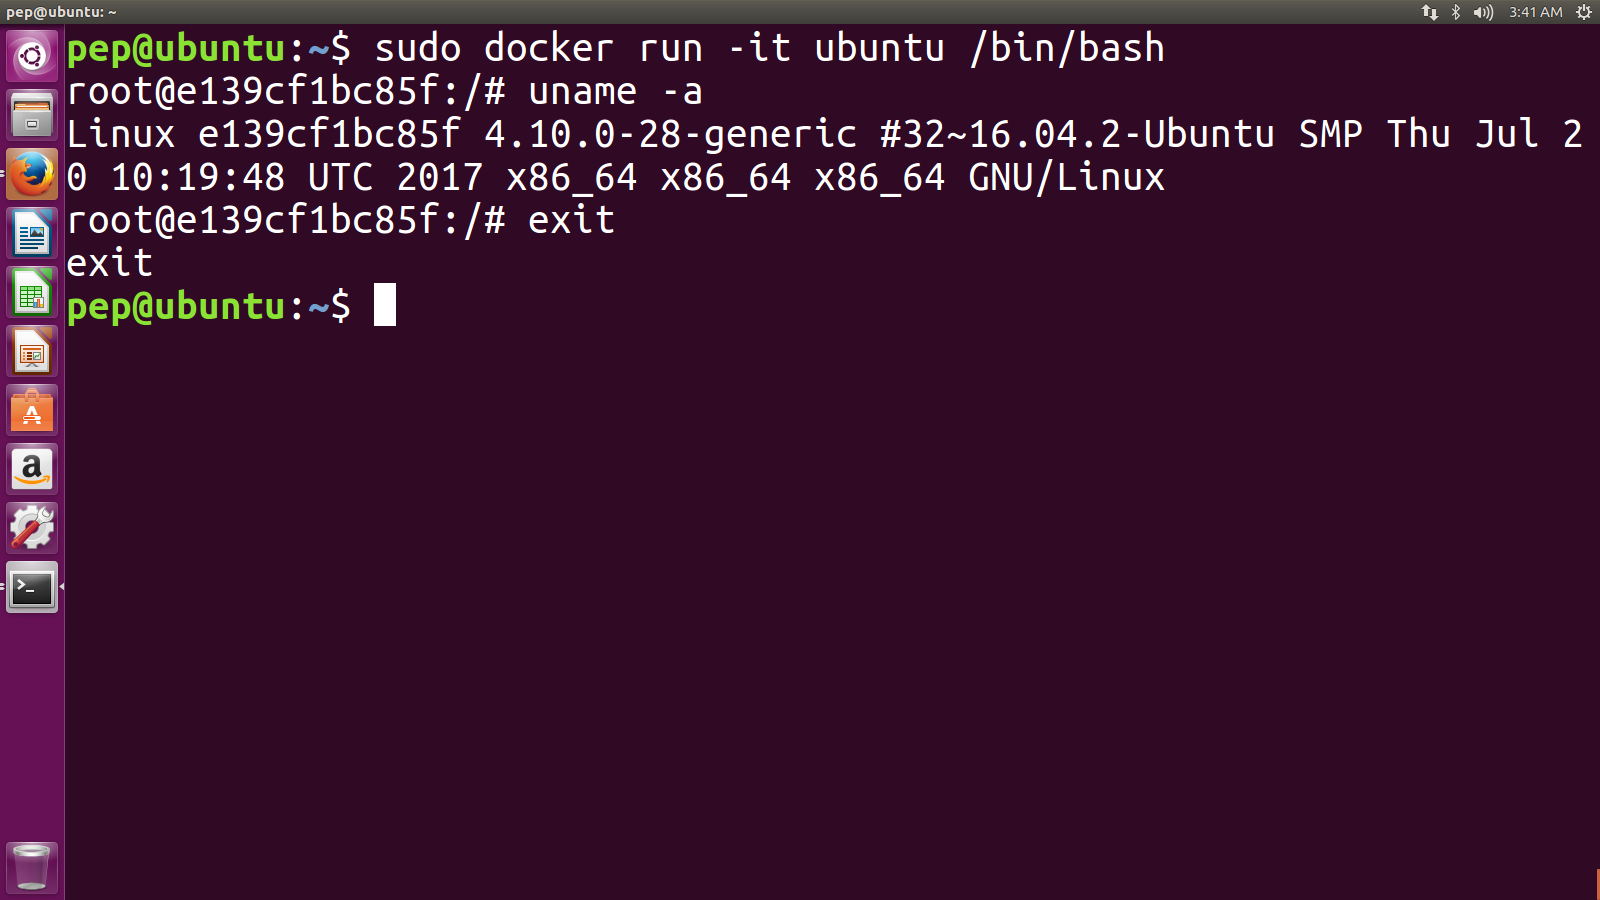 pep@ubuntu: ~
3:41 AM
pep@ubuntu:~$ sudo docker run -it ubuntu /bin/bash
root@e139cf1bc85f:/# uname -a
Linux e139cf1bc85f 4.10.0-28-generic #32~16.04.2-Ubuntu SMP Thu Jul 2
0 10:19:48 UTC 2017 x86_64 x86_64 x86_64 GNU/Linux
root@e139cf1bc85f:/# exit
exit
pep@ubuntu:~$